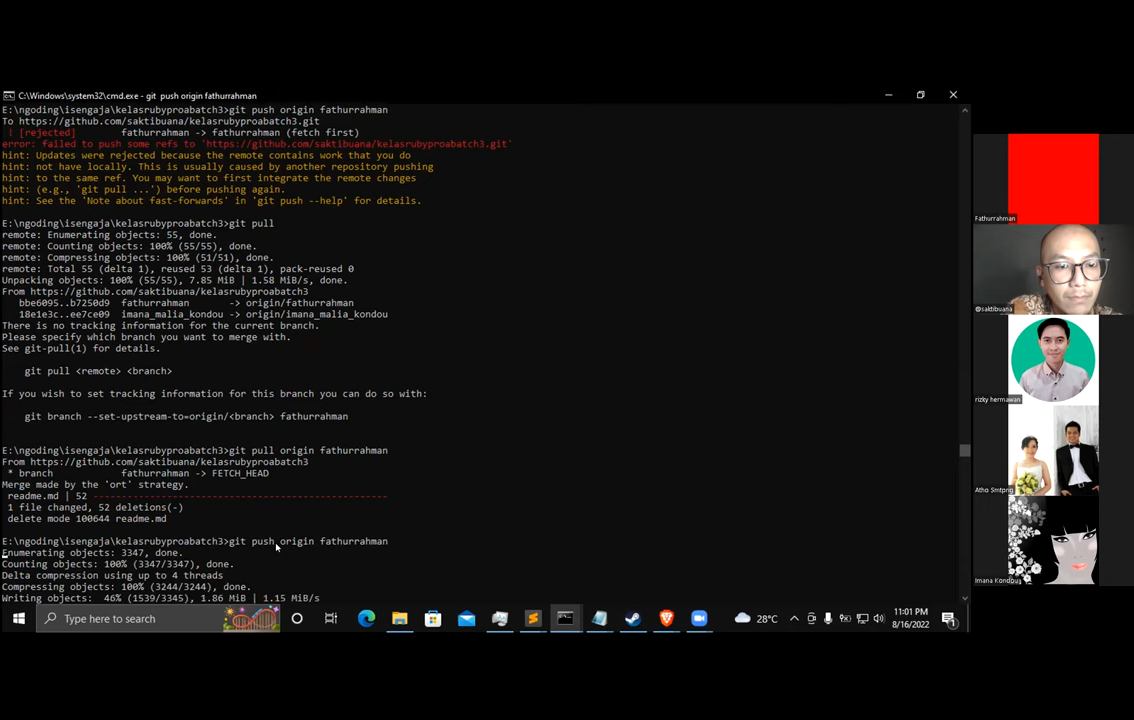 C:\Windows\system32\cmd.exe - git push origin fathurrahman
E:\ngoding\isengaja\kelasrubyproabatch3>git push origin fathurrahman
To https://github.com/saktibuana/kelasrubyproabatch3.git
 ! [rejected]        fathurrahman -> fathurrahman (fetch first)
error: failed to push some refs to 'https://github.com/saktibuana/kelasrubyproabatch3.git'
hint: Updates were rejected because the remote contains work that you do
hint: not have locally. This is usually caused by another repository pushing
hint: to the same ref. You may want to first integrate the remote changes
hint: (e.g., 'git pull ...') before pushing again.
hint: See the 'Note about fast-forwards' in 'git push --help' for details.
E:\ngoding\isengaja\kelasrubyproabatch3>git pull
remote: Enumerating objects: 55, done.
remote: Counting objects: 100% (55/55), done.
remote: Compressing objects: 100% (51/51), done.
remote: Total 55 (delta 1), reused 53 (delta 1), pack-reused 0
Unpacking objects: 100% (55/55), 7.85 MiB | 1.58 MiB/s, done.
From https://github.com/saktibuana/kelasrubyproabatch3
   bbe6095..b7250d9  fathurrahman       -> origin/fathurrahman
   18e1e3c..ee7ce09  imana_malia_kondou -> origin/imana_malia_kondou
There is no tracking information for the current branch.
Please specify which branch you want to merge with.
See git-pull(1) for details.
    git pull <remote> <branch>
If you wish to set tracking information for this branch you can do so with:
    git branch --set-upstream-to=origin/<branch> fathurrahman
E:\ngoding\isengaja\kelasrubyproabatch3>git pull origin fathurrahman
From https://github.com/saktibuana/kelasrubyproabatch3
 * branch            fathurrahman -> FETCH_HEAD
Merge made by the 'ort' strategy.
 readme.md | 52 ----------------------------------------------------
 1 file changed, 52 deletions(-)
 delete mode 100644 readme.md
E:\ngoding\isengaja\kelasrubyproabatch3>git push origin fathurrahman
Enumerating objects: 3347, done.
Counting objects: 100% (3347/3347), done.
Delta compression using up to 4 threads
Compressing objects: 100% (3244/3244), done.
Writing objects:  46% (1539/3345), 1.86 MiB | 1.15 MiB/s
Type here to search
28°C
11:01 PM
8/16/2022
1
Fathurrahman
@saktibuana
rizky hermawan
Atho Smtprig
Imana Kondou